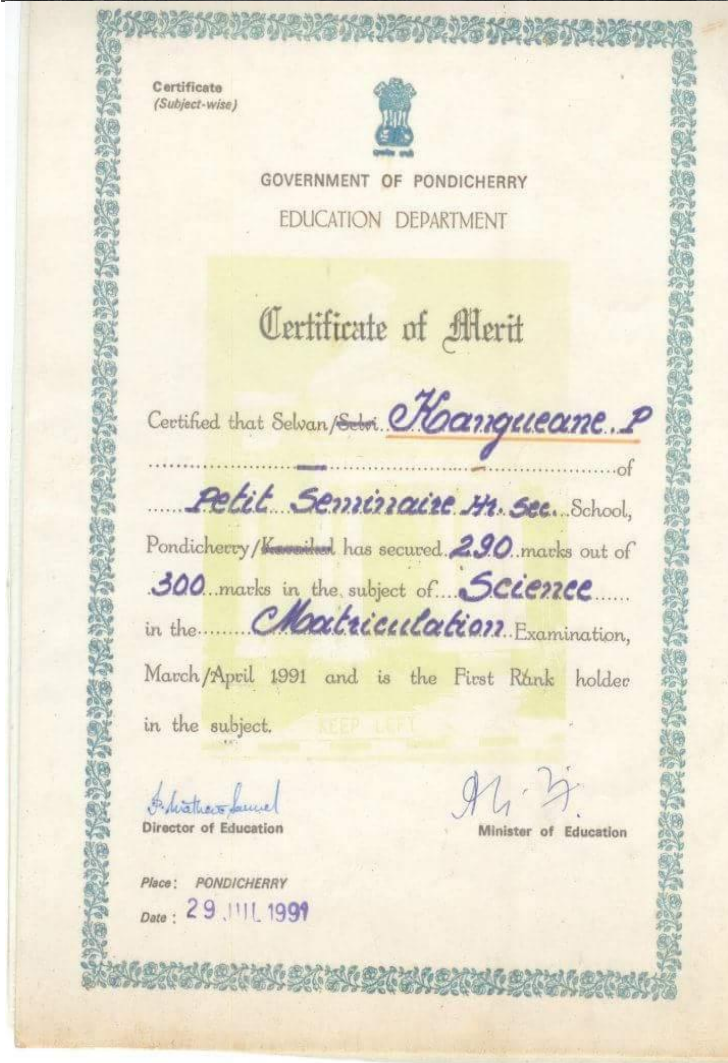 Certificate
(Subject-wise)
GOVERNMENT OF PONDICHERRY
EDUCATION DEPARTMENT
Certificate of Merit
Certified that Selvan/Selvi Kangueane. P
of
Petit Seminaire Hr. Sec. School,
Pondicherry/Karaikal has secured 290 marks out of
300 marks in the subject of Science
in the Matriculation Examination,
March/April 1991 and is the First Rank holder
in the subject.
KEEP LEFT
Director of Education
Minister of Education
Place: PONDICHERRY
Date: 29 JUL 1991